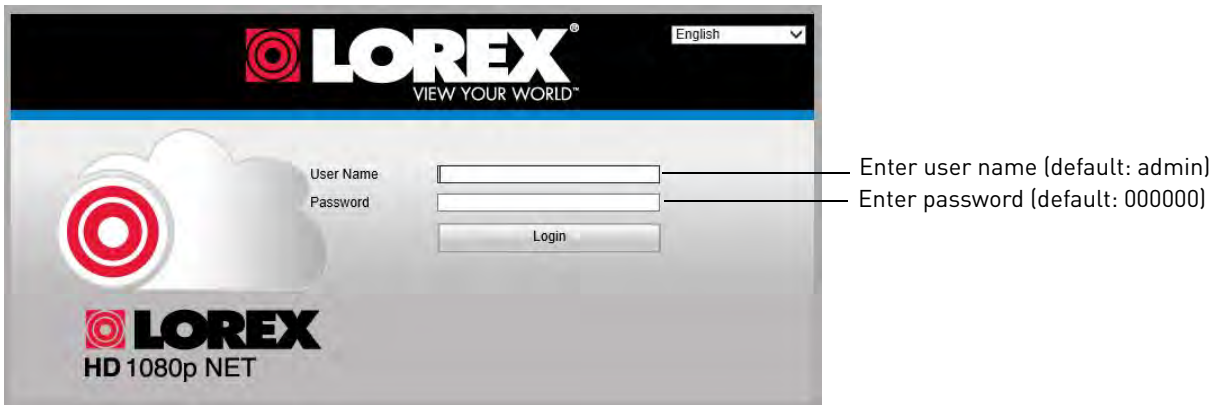 LOREX®
VIEW YOUR WORLD™
English
User Name
Enter user name (default: admin)
Password
Enter password (default: 000000)
Login
LOREX
HD 1080p NET